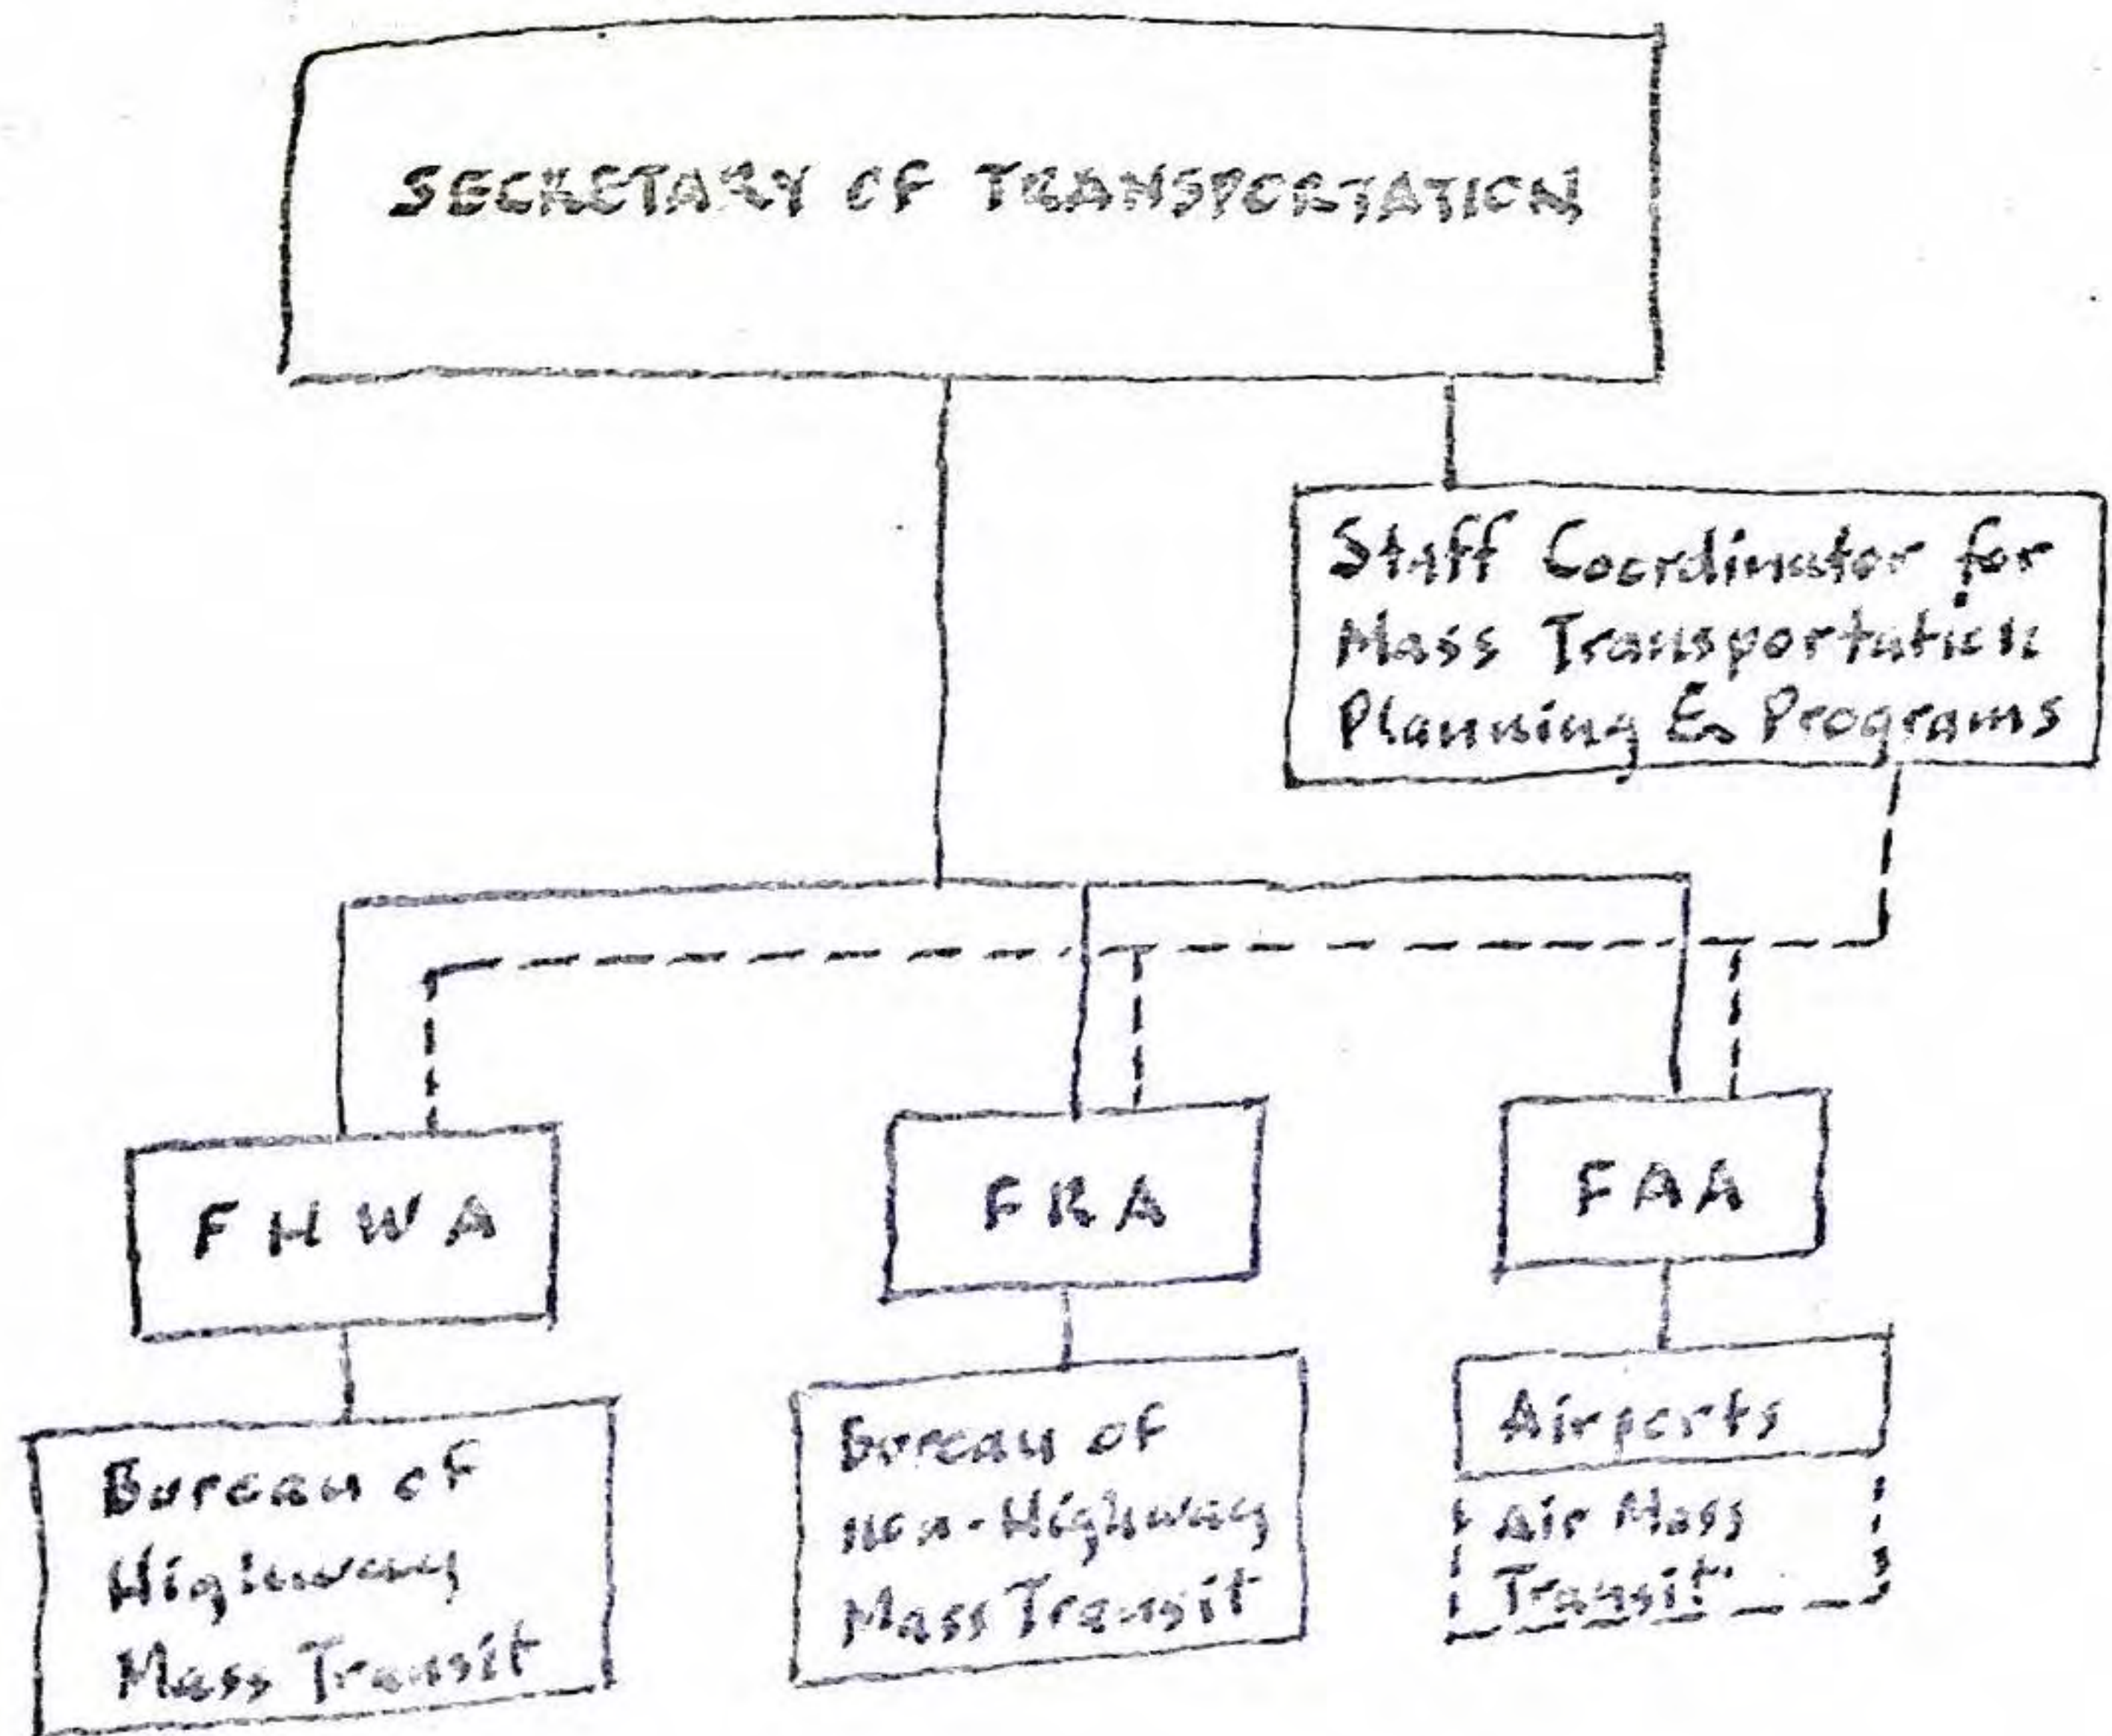 SECRETARY OF TRANSPORTATION
Staff Coordinator for
Mass Transportation
Planning & Programs
FHWA
FRA
FAA
Bureau of
Highway
Mass Transit
Bureau of
Non-Highway
Mass Transit
Airports
Air Mass
Transit